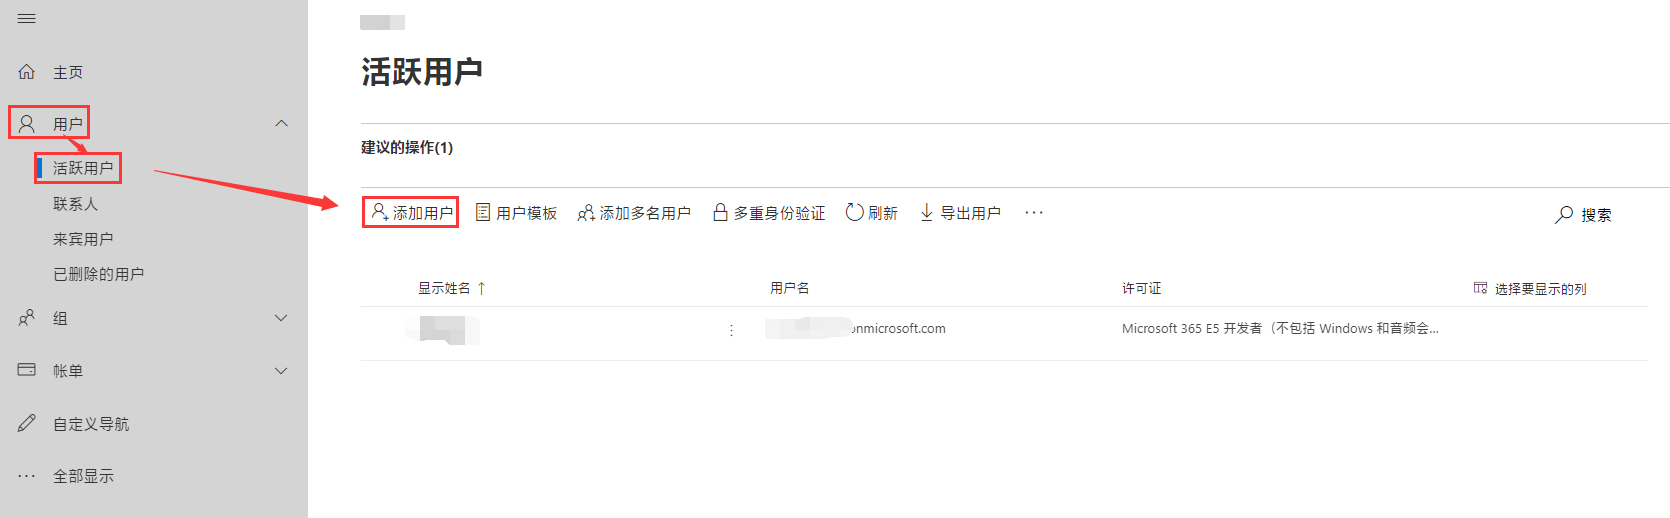 主页
用户
活跃用户
联系人
来宾用户
已删除的用户
组
帐单
自定义导航
全部显示
活跃用户
建议的操作(1)
添加用户 用户模板 添加多名用户 多重身份验证 刷新 导出用户 搜索
显示姓名 用户名 许可证 选择要显示的列
onmicrosoft.com Microsoft 365 E5 开发者（不包括 Windows 和音频会...